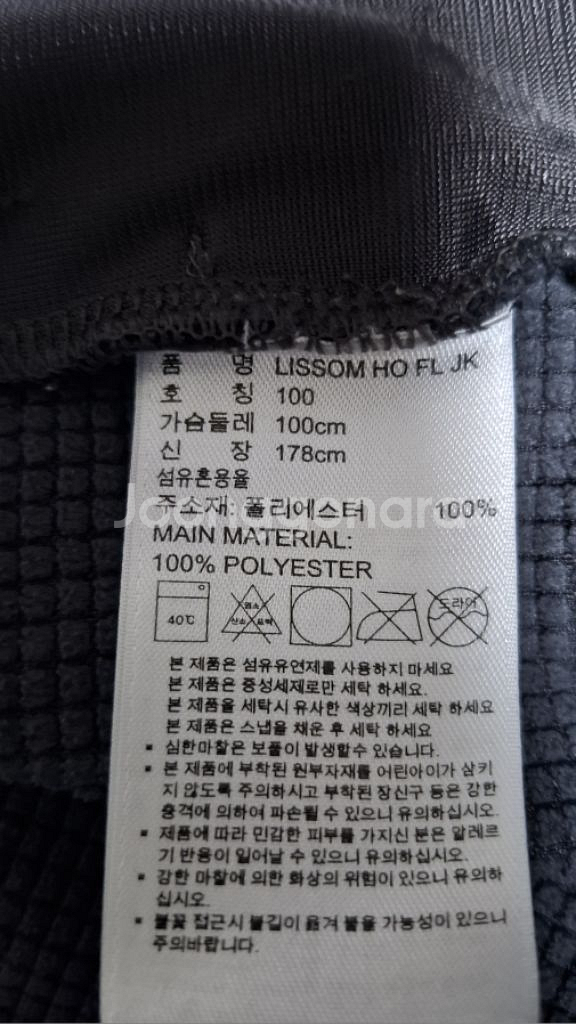 품 명 LISSOM HO FL JK
호 칭 100
가슴둘레 100cm
신 장 178cm
섬유혼용율
주소재: 폴리에스터 100%
Joongonara
MAIN MATERIAL:
100% POLYESTER
40℃ 염소 산소 표백 드라이
본 제품은 섬유유연제를 사용하지 마세요
본 제품은 중성세제로만 세탁 하세요.
본 제품을 세탁시 유사한 색상끼리 세탁 하세요
본 제품은 스냅을 채운 후 세탁 하세요
▪ 심한마찰은 보풀이 발생할수 있습니다.
▪ 본 제품에 부착된 원부자재를 어린아이가 삼키
지 않도록 주의하시고 부착된 장신구 등은 강한
충격에 의하여 파손될 수 있으니 유의하십시오.
▪ 제품에 따라 민감한 피부를 가지신 분은 알레르
기 반응이 일어날 수 있으니 유의하십시오.
▪ 강한 마찰에 의한 화상의 위험이 있으니 유의하
십시오.
▪ 불꽃 접근시 불길이 옮겨 붙을 가능성이 있으니
주의바랍니다.